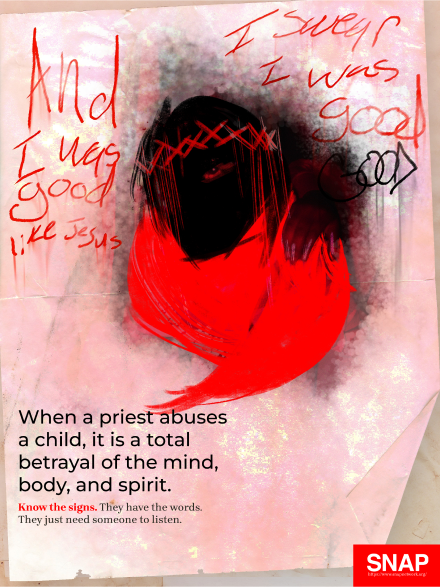 And
I was
good
like Jesus
I swear
I was
good
GOOD
When a priest abuses
a child, it is a total
betrayal of the mind,
body, and spirit.
Know the signs. They have the words.
They just need someone to listen.
SNAP